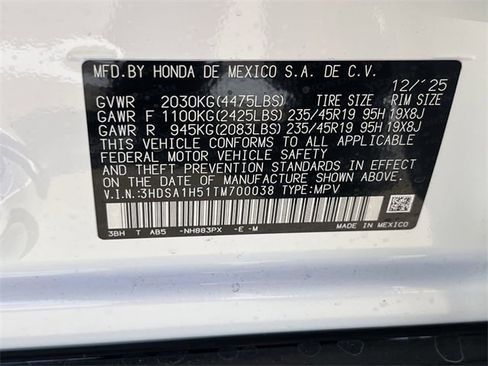 MFD.BY HONDA DE MEXICO S.A. DE C.V.
12/'25
GVWR 2030KG(4475LBS) TIRE SIZE RIM SIZE
GAWR F 1100KG(2425LBS) 235/45R19 95H 19X8J
GAWR R 945KG(2083LBS) 235/45R19 95H 19X8J
THIS VEHICLE CONFORMS TO ALL APPLICABLE
FEDERAL MOTOR VEHICLE SAFETY
AND THEFT PREVENTION STANDARDS IN EFFECT
ON THE DATE OF MANUFACTURE SHOWN ABOVE.
V.I.N.:3HDSA1H51TM700038 TYPE:MPV
3BH T AB5 -NH883PX -E -M
MADE IN MEXICO